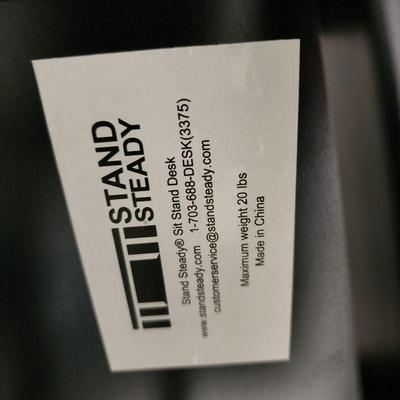 STAND
STEADY
Stand Steady® Sit Stand Desk
www.standsteady.com 1-703-688-DESK(3375)
customerservice@standsteady.com
Maximum weight 20 lbs
Made in China